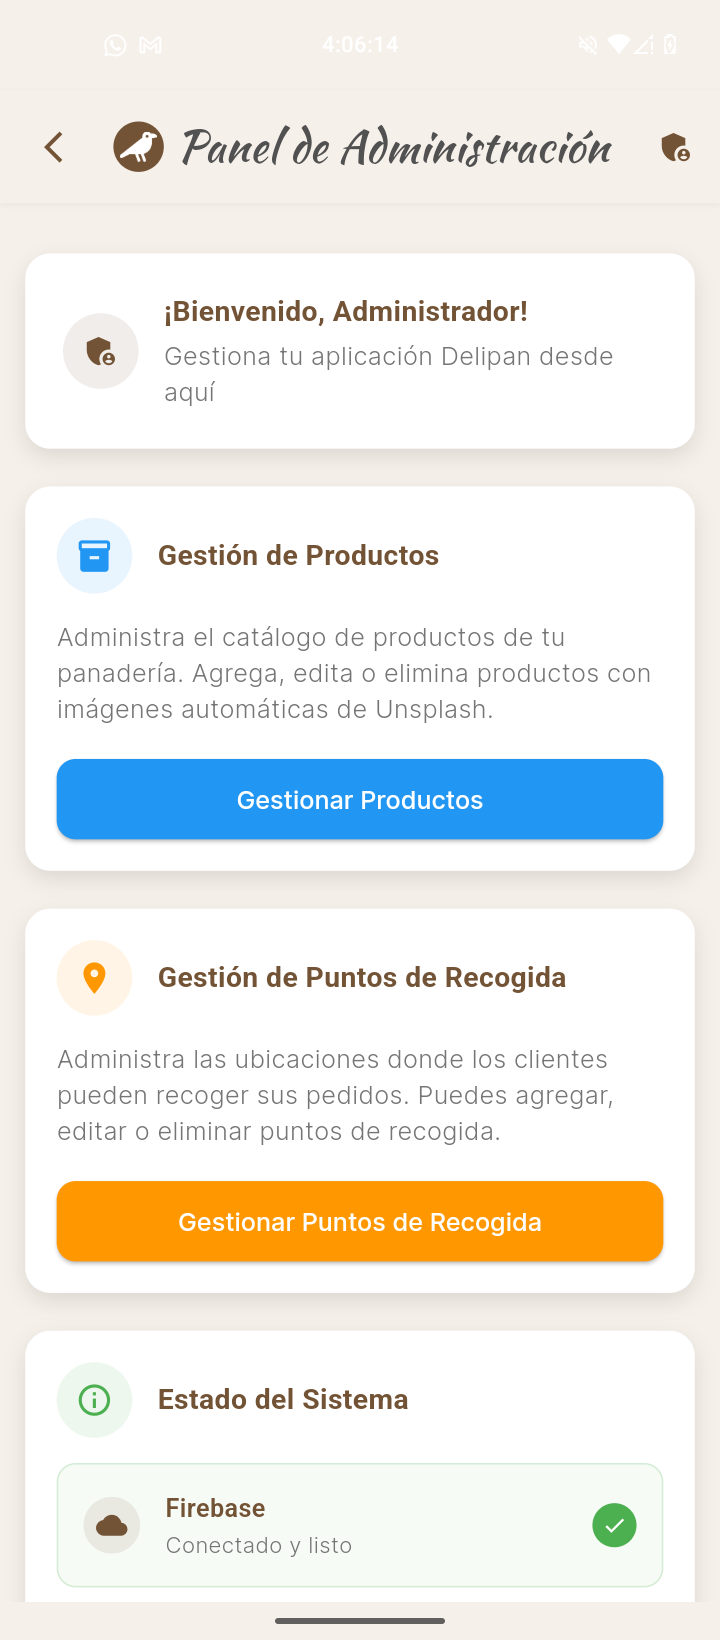 4:06:14
Panel de Administración
¡Bienvenido, Administrador!
Gestiona tu aplicación Delipan desde
aquí
Gestión de Productos
Administra el catálogo de productos de tu
panadería. Agrega, edita o elimina productos con
imágenes automáticas de Unsplash.
Gestionar Productos
Gestión de Puntos de Recogida
Administra las ubicaciones donde los clientes
pueden recoger sus pedidos. Puedes agregar,
editar o eliminar puntos de recogida.
Gestionar Puntos de Recogida
Estado del Sistema
Firebase
Conectado y listo